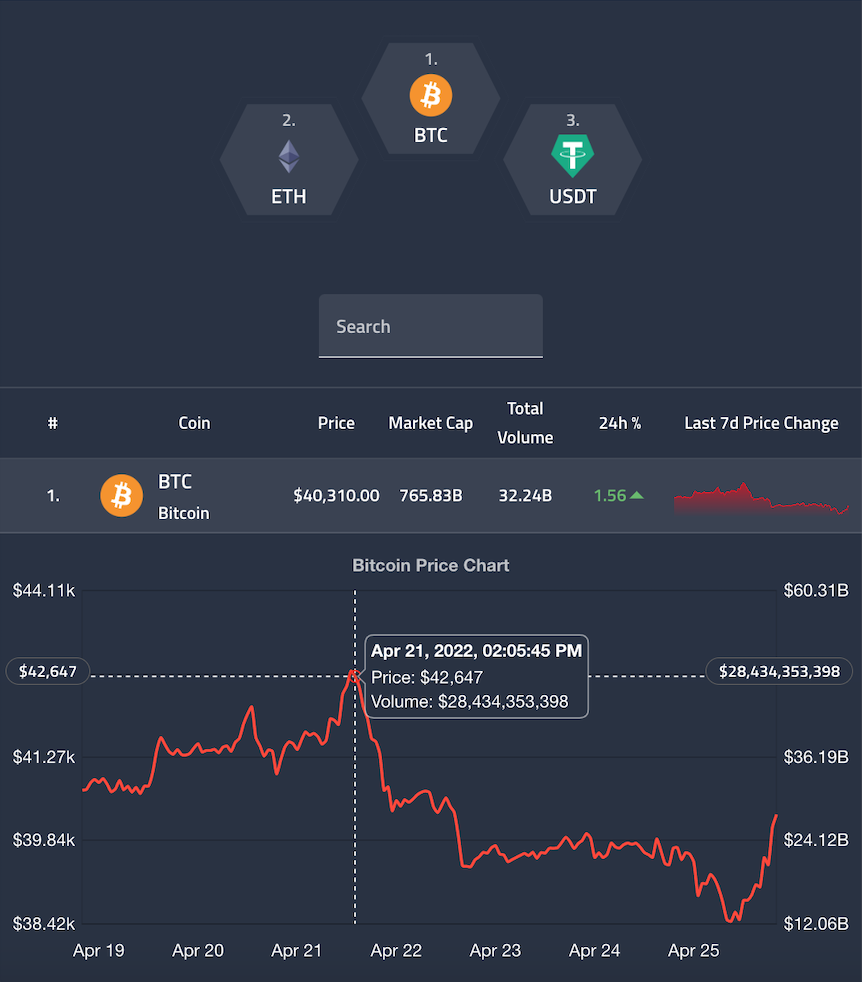 1.
BTC
2.
ETH
3.
USDT
Search
# Coin Price Market Cap Total Volume 24h % Last 7d Price Change
1. BTC Bitcoin $40,310.00 765.83B 32.24B 1.56
Bitcoin Price Chart
$44.11k $60.31B
Apr 21, 2022, 02:05:45 PM
$42,647 Price: $42,647 $28,434,353,398
Volume: $28,434,353,398
$41.27k $36.19B
$39.84k $24.12B
$38.42k $12.06B
Apr 19 Apr 20 Apr 21 Apr 22 Apr 23 Apr 24 Apr 25